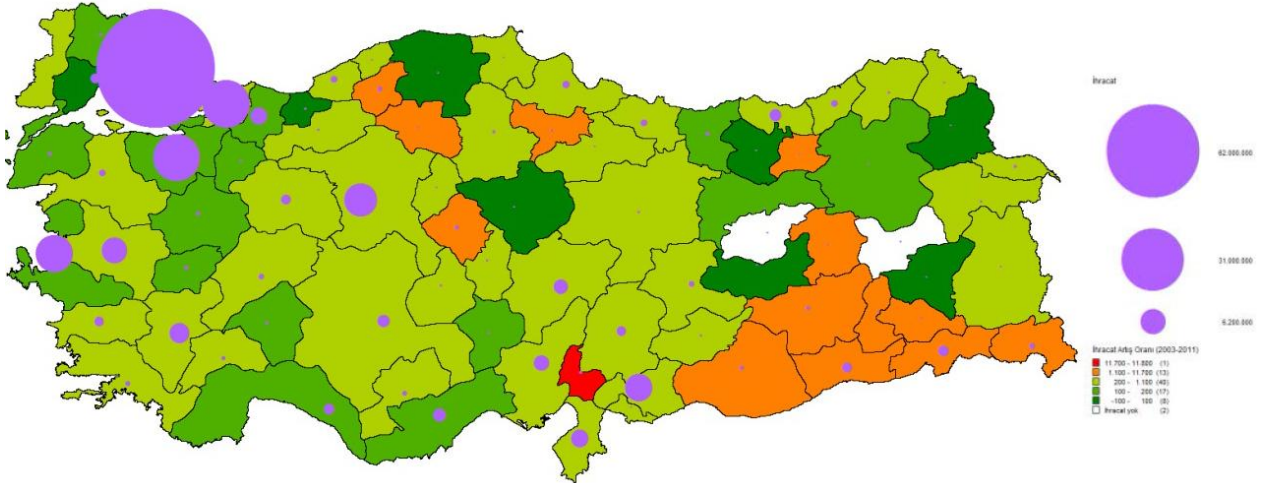 İhracat
62.000.000
31.000.000
6.200.000
İhracat Artış Oranı (2003-2011)
11.700 - 11.800 (1)
1.100 - 11.700 (13)
200 - 1.100 (40)
100 - 200 (17)
-100 - 100 (8)
İhracat yok (2)